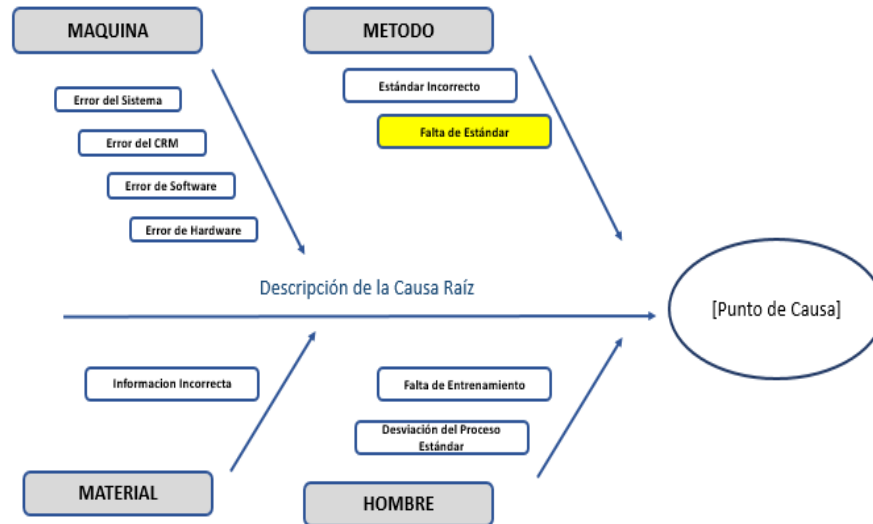 MAQUINA
METODO
Error del Sistema
Error del CRM
Error de Software
Error de Hardware
Estándar Incorrecto
Falta de Estándar
Descripción de la Causa Raíz
[Punto de Causa]
Informacion Incorrecta
Falta de Entrenamiento
Desviación del Proceso
Estándar
MATERIAL
HOMBRE